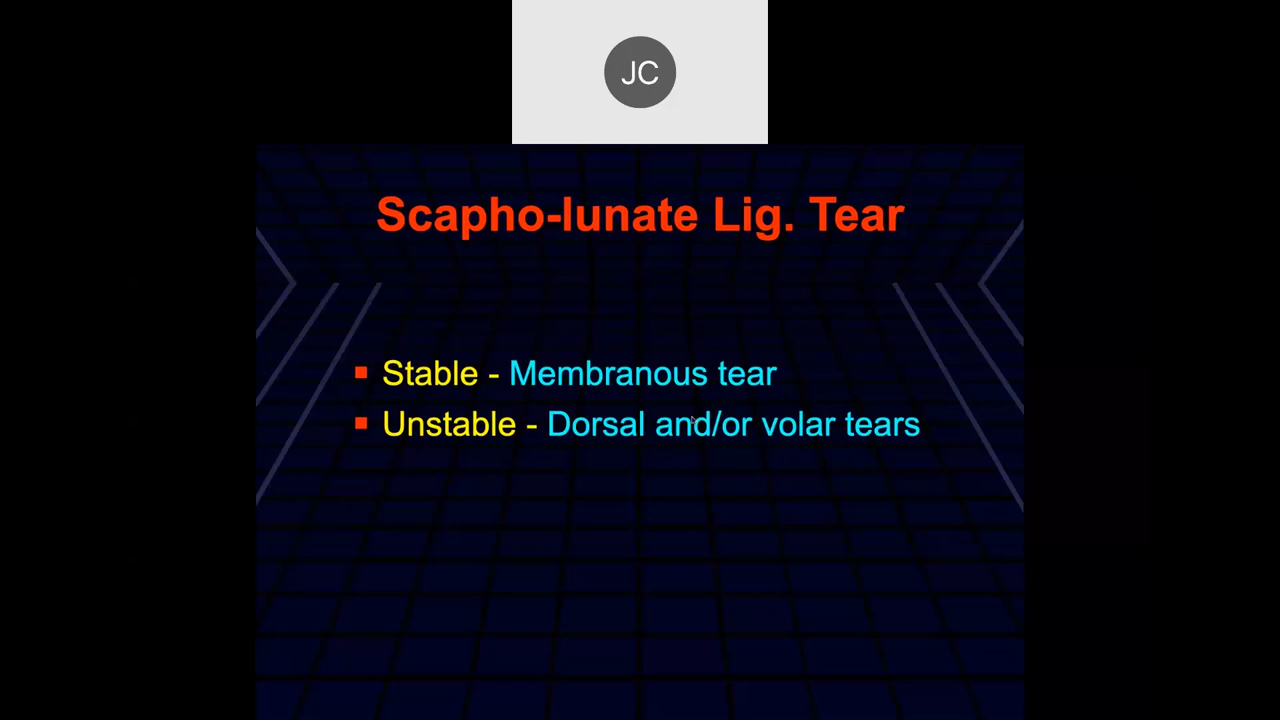 JC
Scapho-lunate Lig. Tear
Stable - Membranous tear
Unstable - Dorsal and/or volar tears